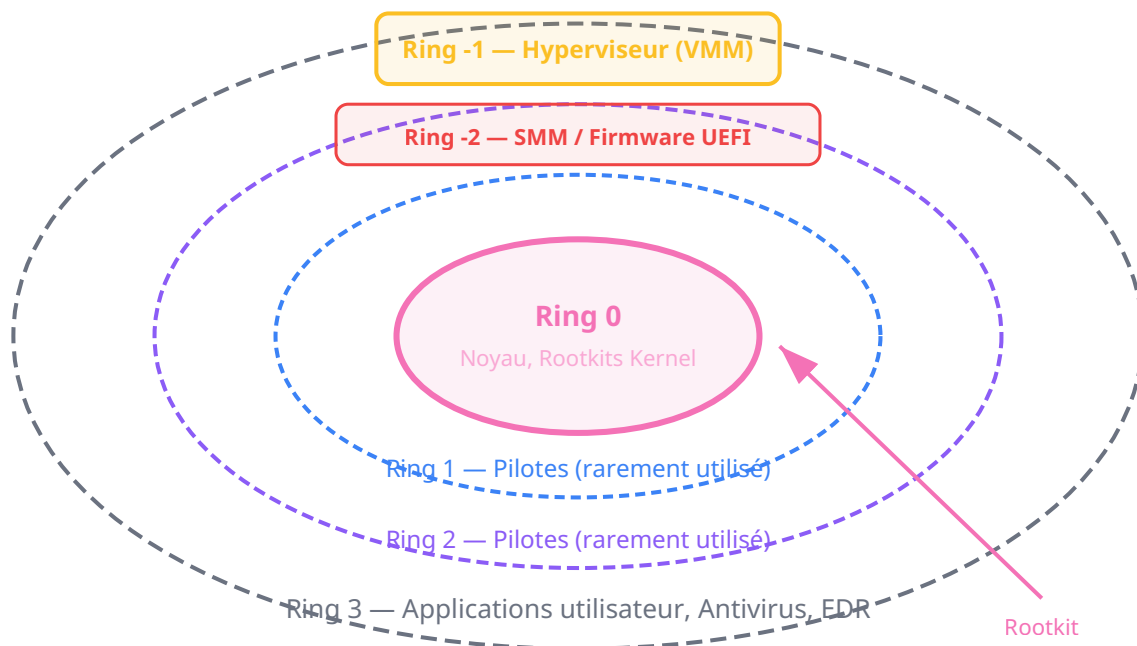 Ring -1 — Hyperviseur (VMM)
Ring -2 — SMM / Firmware UEFI
Ring 0
Noyau, Rootkits Kernel
Ring 1 — Pilotes (rarement utilisé)
Ring 2 — Pilotes (rarement utilisé)
Ring 3 — Applications utilisateur, Antivirus, EDR
Rootkit